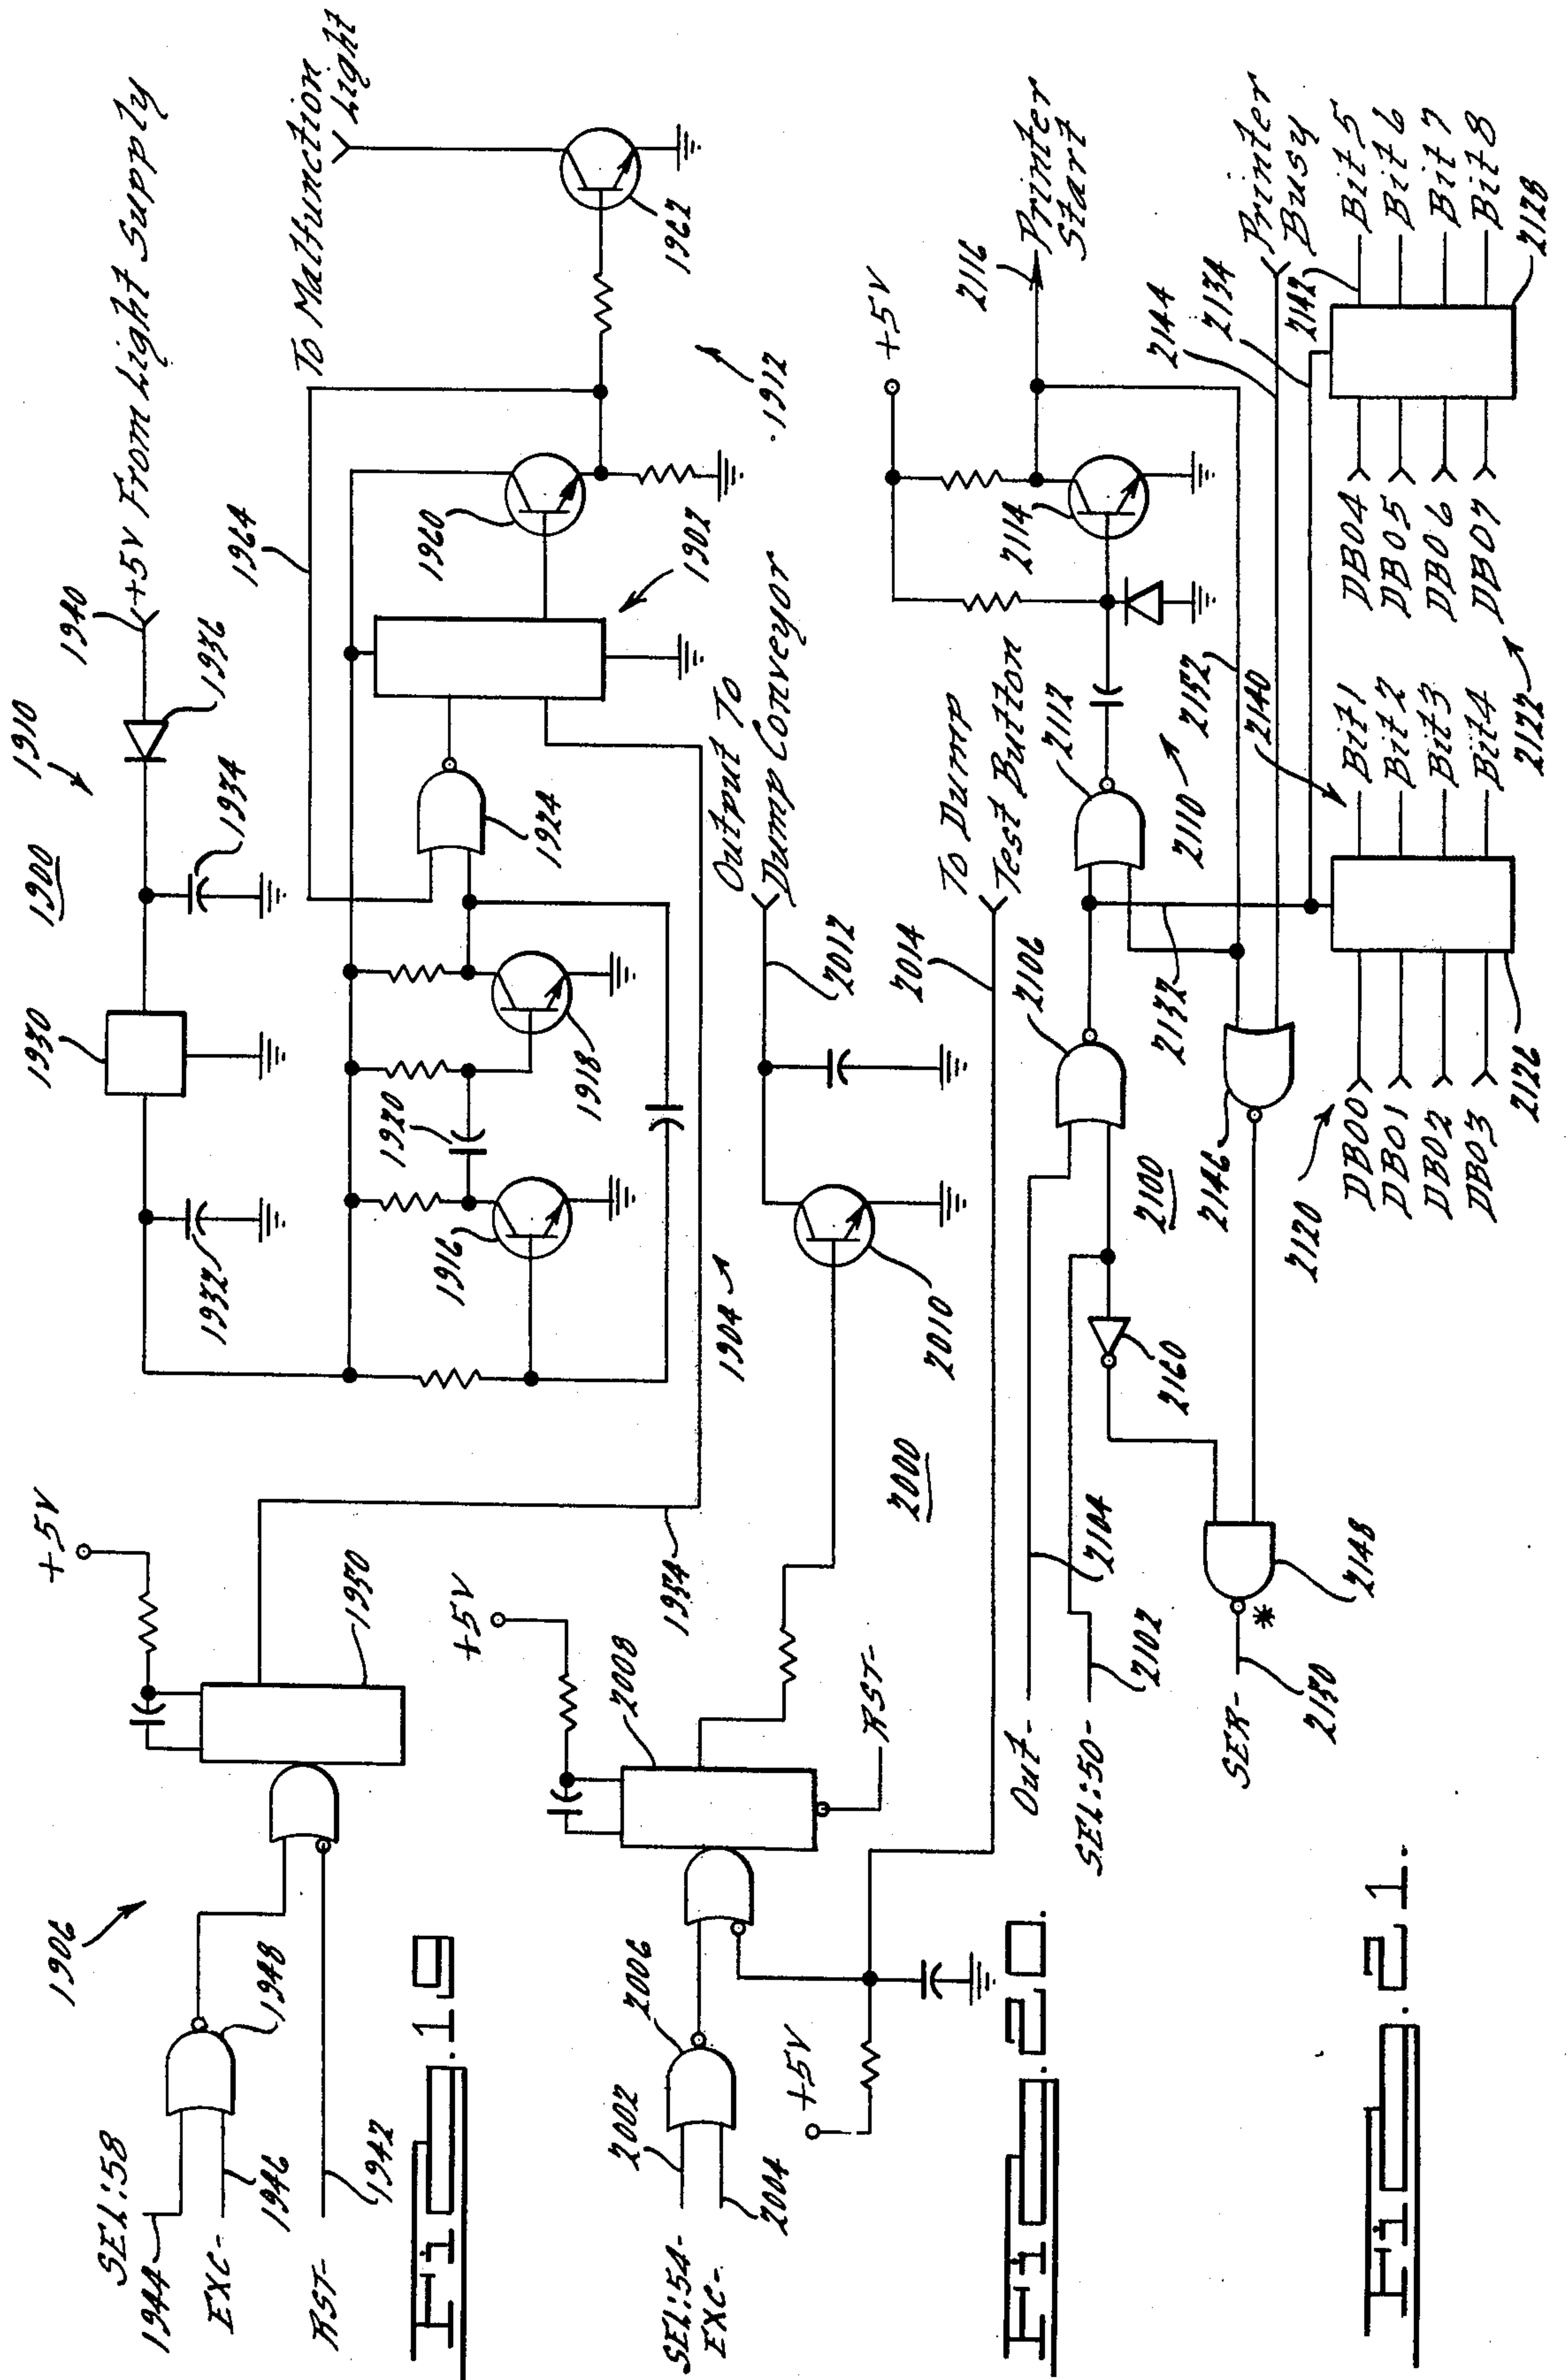 1900
1910
1940
+5V From Light Supply
1930
1934
1936
1932
1964
To Malfunction
Light
1920
1916
1918
1924
1960
1902
1962
.1912
1904
+5V
1906
SEL:58
1944
EXC-
1946
RST-
1942
1948
1950
1954
Fig.19.
Output To
Dump Conveyor
2012
To Dump
Test Button
2014
2010
2000
+5V
2008
RST-
2006
2002
SEL:54-
EXC-
2004
+5V
Fig.20.
+5V
2116
Printer
Start
2114
2112
2110
2106
2100
2132
2152
2140
2144
2134
2142
Printer
Busy
Out-
2104
SEL:50-
2102
2160
2146
2148
*
SER-
2150
2120
DB00
DB01
DB02
DB03
2126
Bit1
Bit2
Bit3
Bit4
2122
DB04
DB05
DB06
DB07
Bit5
Bit6
Bit7
Bit8
2128
Fig.21.